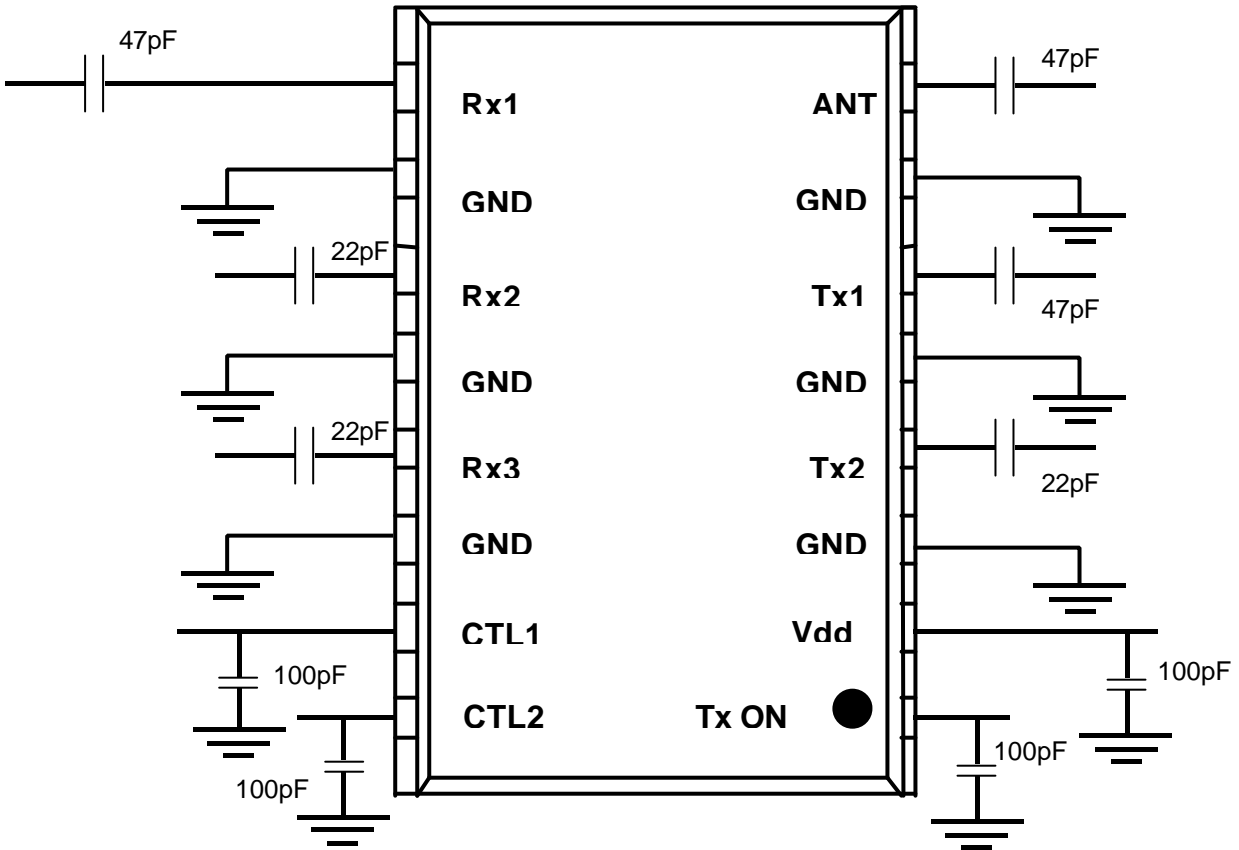 47pF
47pF
Rx1
ANT
GND
GND
22pF
Rx2
Tx1
47pF
GND
GND
22pF
Rx3
Tx2
22pF
GND
GND
CTL1
Vdd
100pF
100pF
CTL2
Tx ON
100pF
100pF